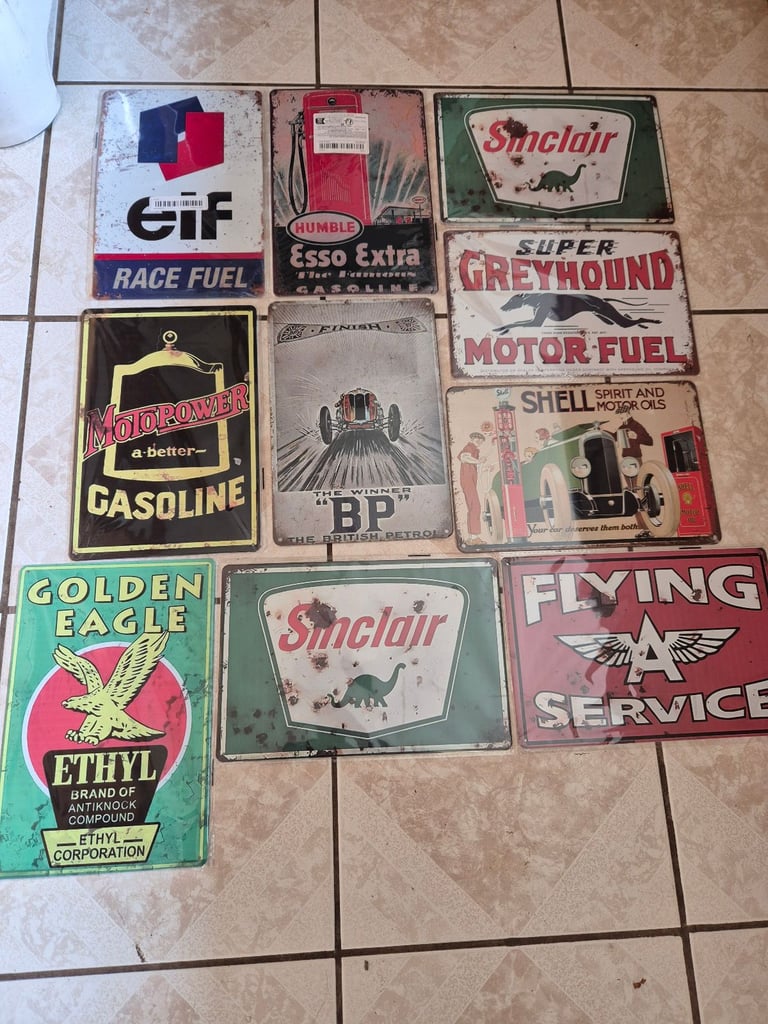 elf
RACE FUEL
HUMBLE
Esso Extra
The Famous
GASOLINE
Sinclair
SUPER
GREYHOUND
MOTOR FUEL
MOTOPOWER
a-better-
GASOLINE
FINISH
THE WINNER
"BP"
THE BRITISH PETROL
Shell
SHELL SPIRIT AND
MOTOR OILS
Your car deserves them both
GOLDEN
EAGLE
ETHYL
BRAND OF
ANTIKNOCK
COMPOUND
ETHYL
CORPORATION
Sinclair
FLYING
A
SERVICE